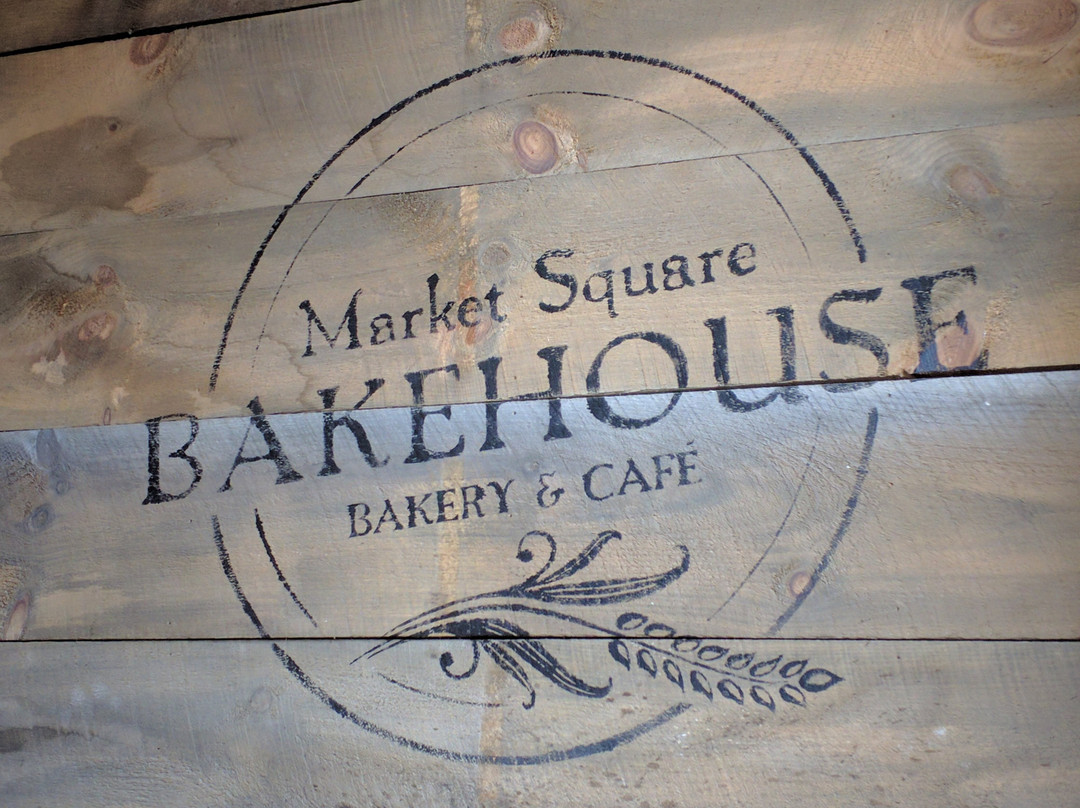 Market Square
BAKEHOUSE
BAKERY & CAFÉ